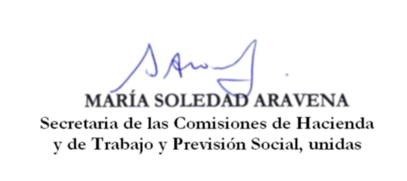 MARÍA SOLEDAD ARAVENA
Secretaria de las Comisiones de Hacienda
y de Trabajo y Previsión Social, unidas